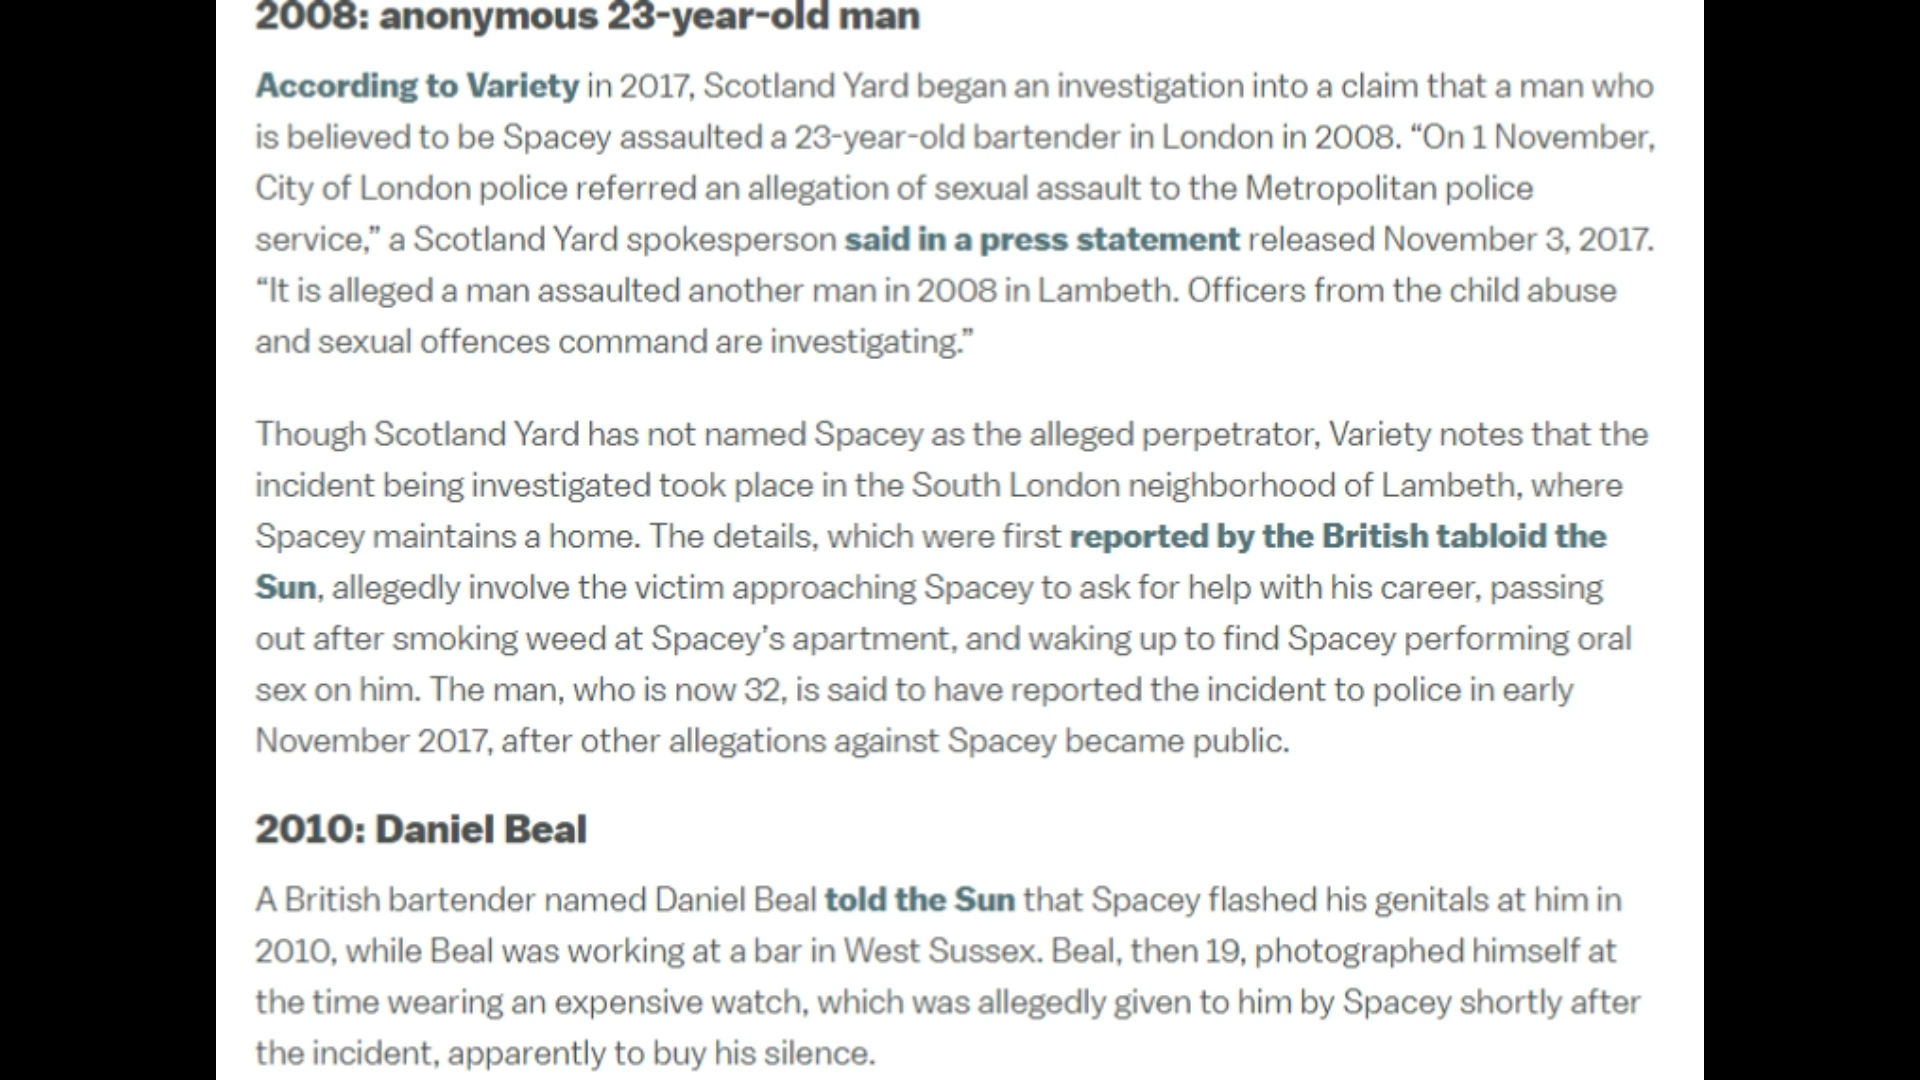 2008: anonymous 23-year-old man
According to Variety in 2017, Scotland Yard began an investigation into a claim that a man who
is believed to be Spacey assaulted a 23-year-old bartender in London in 2008. “On 1 November,
City of London police referred an allegation of sexual assault to the Metropolitan police
service,” a Scotland Yard spokesperson said in a press statement released November 3, 2017.
“It is alleged a man assaulted another man in 2008 in Lambeth. Officers from the child abuse
and sexual offences command are investigating.”
Though Scotland Yard has not named Spacey as the alleged perpetrator, Variety notes that the
incident being investigated took place in the South London neighborhood of Lambeth, where
Spacey maintains a home. The details, which were first reported by the British tabloid the
Sun, allegedly involve the victim approaching Spacey to ask for help with his career, passing
out after smoking weed at Spacey’s apartment, and waking up to find Spacey performing oral
sex on him. The man, who is now 32, is said to have reported the incident to police in early
November 2017, after other allegations against Spacey became public.
2010: Daniel Beal
A British bartender named Daniel Beal told the Sun that Spacey flashed his genitals at him in
2010, while Beal was working at a bar in West Sussex. Beal, then 19, photographed himself at
the time wearing an expensive watch, which was allegedly given to him by Spacey shortly after
the incident, apparently to buy his silence.